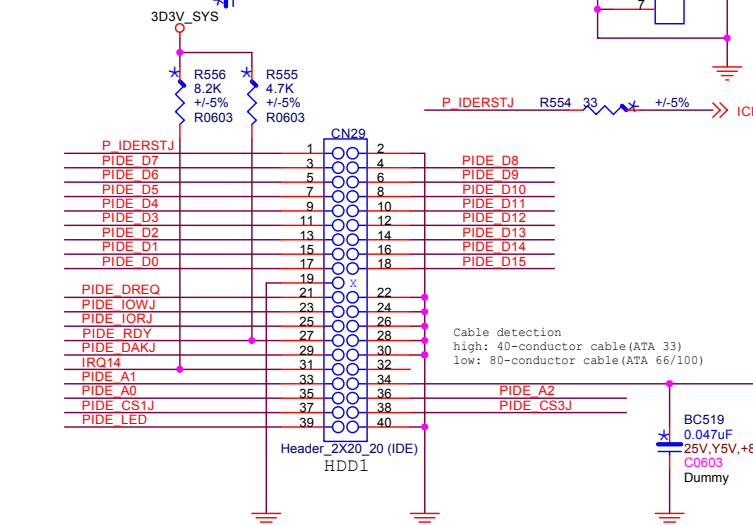 7
3D3V_SYS
R556
8.2K
+/-5%
R0603
R555
4.7K
+/-5%
R0603
P_IDERSTJ R554 33 +/-5%
CN29
P_IDERSTJ 1 2
PIDE_D7 3 4 PIDE_D8
PIDE_D6 5 6 PIDE_D9
PIDE_D5 7 8 PIDE_D10
PIDE_D4 9 10 PIDE_D11
PIDE_D3 11 12 PIDE_D12
PIDE_D2 13 14 PIDE_D13
PIDE_D1 15 16 PIDE_D14
PIDE_D0 17 18 PIDE_D15
19 X
PIDE_DREQ 21 22
PIDE_IOWJ 23 24
PIDE_IORJ 25 26
PIDE_RDY 27 28
PIDE_DAKJ 29 30
IRQ14 31 32
PIDE_A1 33 34
PIDE_A0 35 36 PIDE_A2
PIDE_CS1J 37 38 PIDE_CS3J
PIDE_LED 39 40
Cable detection
high: 40-conductor cable(ATA 33)
low: 80-conductor cable(ATA 66/100)
Header_2X20_20 (IDE)
HDD1
BC519
0.047uF
25V,Y5V,+8
C0603
Dummy